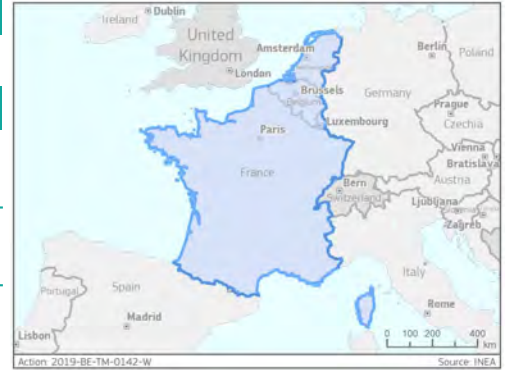 Dublin
Ireland
United
Kingdom
Amsterdam
Berlin
Poland
London
Brussels
Belgium
Germany
Prague
Luxembourg
Czechia
Paris
Vienna
Bratislava
Austria
France
Bern
Switzerland
Ljubljana
Zagreb
Italy
Portugal
Spain
Rome
Madrid
Lisbon
0 100 200 400
km
Action: 2019-BE-TM-0142-W
Source: INEA